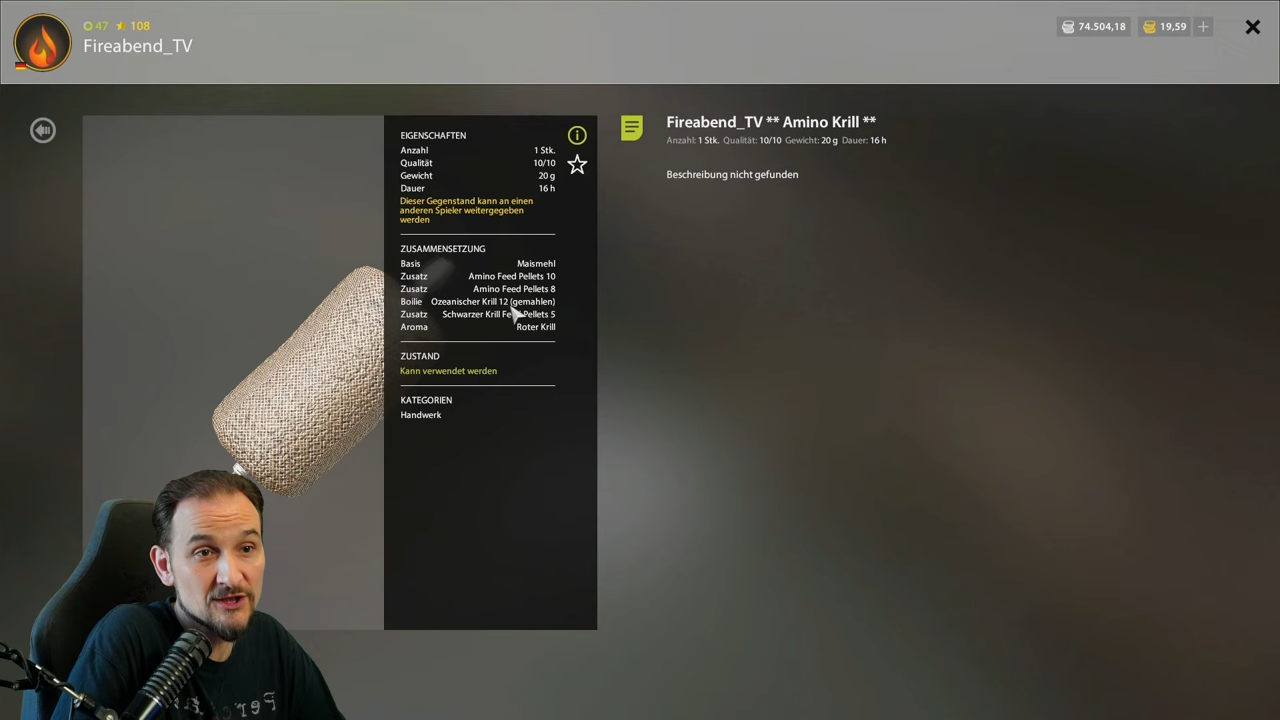 47 108
Fireabend_TV
74.504,18
19,59
EIGENSCHAFTEN
Anzahl 1 Stk.
Qualität 10/10
Gewicht 20 g
Dauer 16 h
Dieser Gegenstand kann an einen
anderen Spieler weitergegeben
werden
ZUSAMMENSETZUNG
Basis Maismehl
Zusatz Amino Feed Pellets 10
Zusatz Amino Feed Pellets 8
Boilie Ozeanischer Krill 12 (gemahlen)
Zusatz Schwarzer Krill Pellets 5
Aroma Roter Krill
ZUSTAND
Kann verwendet werden
KATEGORIEN
Handwerk
Fireabend_TV ** Amino Krill **
Anzahl: 1 Stk. Qualität: 10/10 Gewicht: 20 g Dauer: 16 h
Beschreibung nicht gefunden